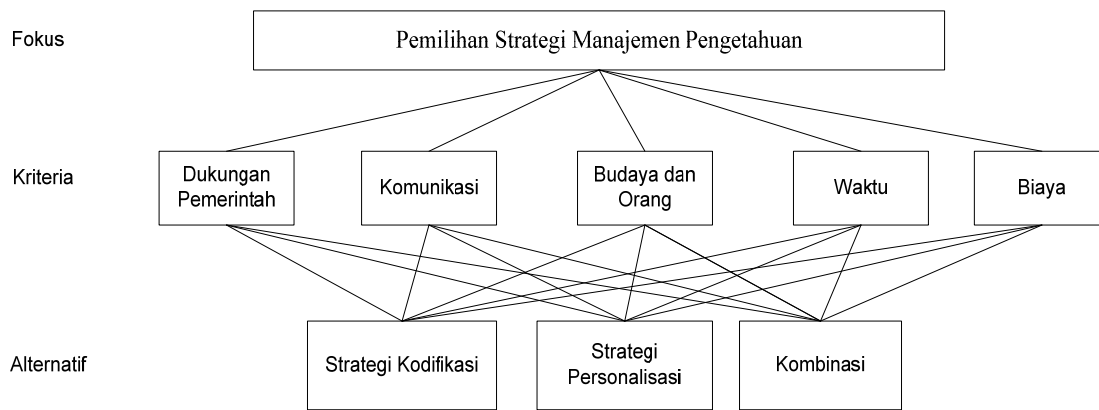 Fokus
Pemilihan Strategi Manajemen Pengetahuan
Kriteria
Dukungan
Pemerintah
Komunikasi
Budaya dan
Orang
Waktu
Biaya
Alternatif
Strategi Kodifikasi
Strategi
Personalisasi
Kombinasi